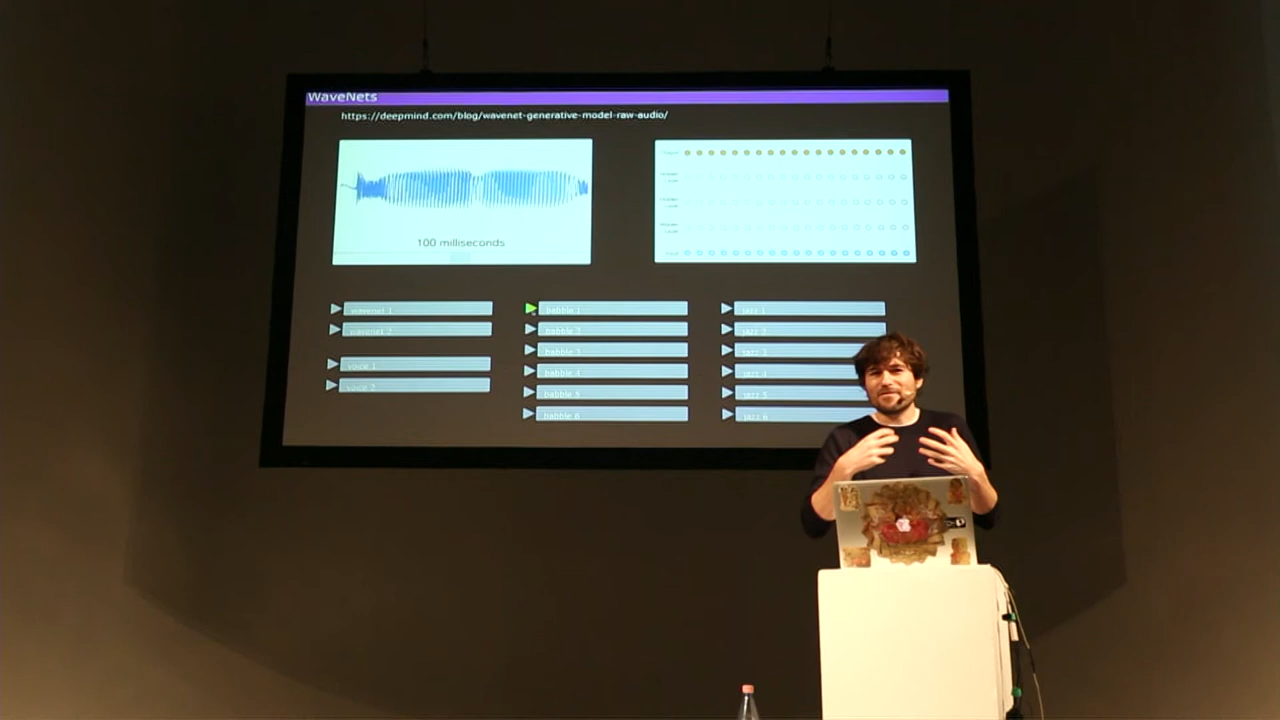 WaveNets
https://deepmind.com/blog/wavenet-generative-model-raw-audio/
100 milliseconds
wavenet 1
wavenet 2
voice 1
voice 2
babble 1
babble 2
babble 3
babble 4
babble 5
babble 6
jazz 1
jazz 2
jazz 3
jazz 4
jazz 5
jazz 6